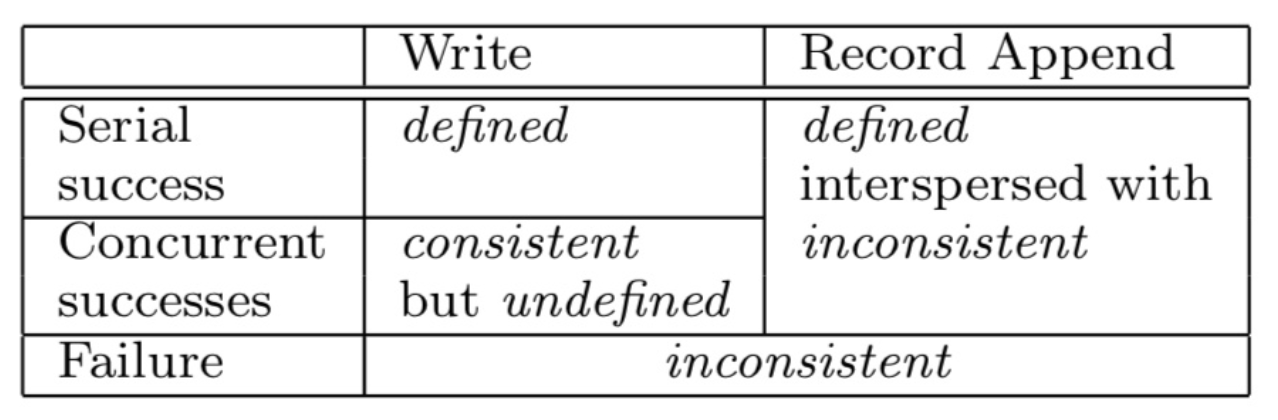 Write Record Append
Serial success defined defined interspersed with inconsistent
Concurrent successes consistent but undefined
Failure inconsistent